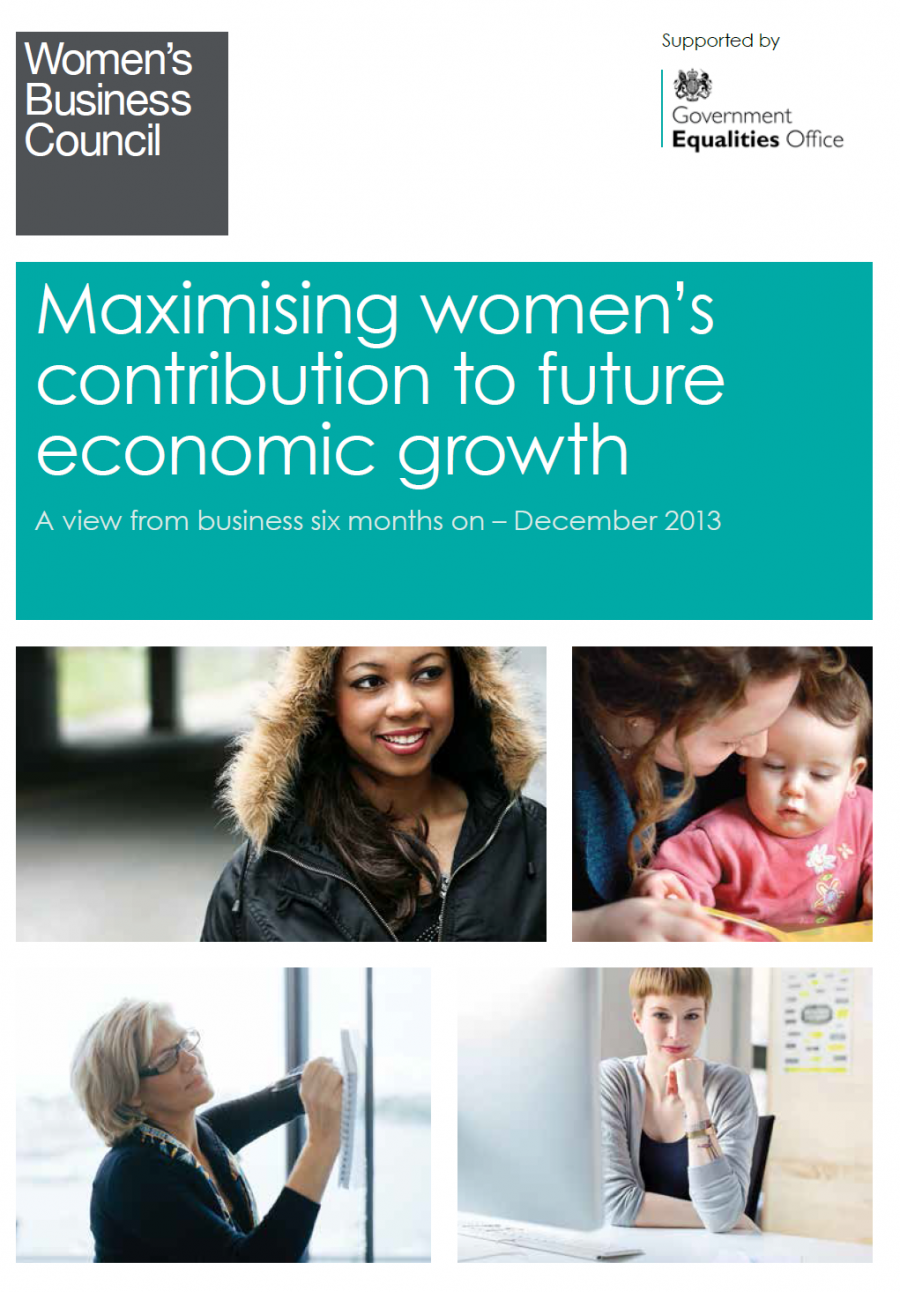 Women's
Business
Council
Supported by
Government
Equalities Office
Maximising women's
contribution to future
economic growth
A view from business six months on – December 2013